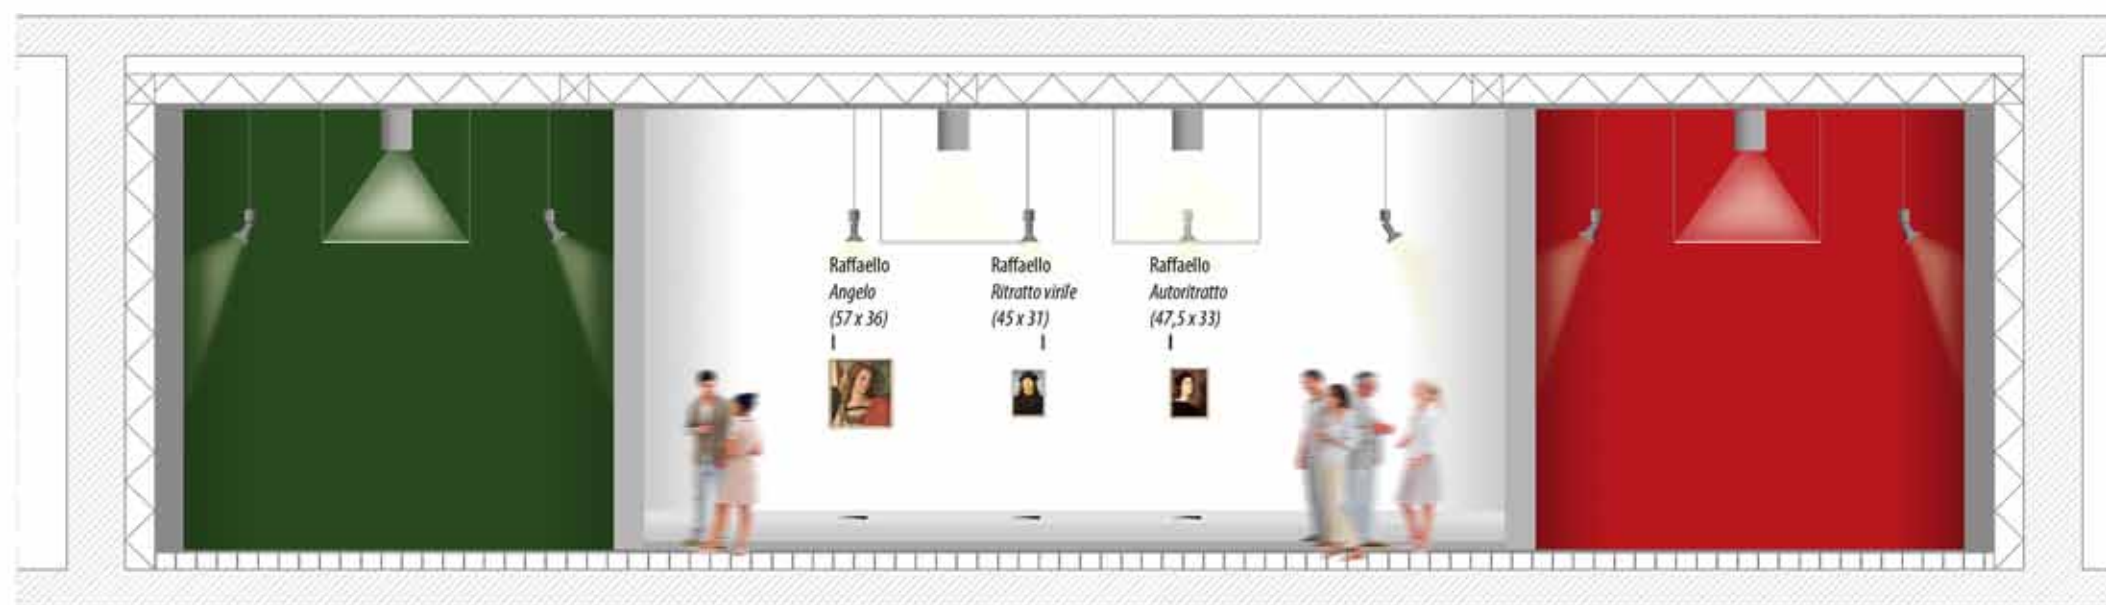 Raffaello
Angelo
(57 x 36)
Raffaello
Ritratto virile
(45 x 31)
Raffaello
Autoritratto
(47,5 x 33)